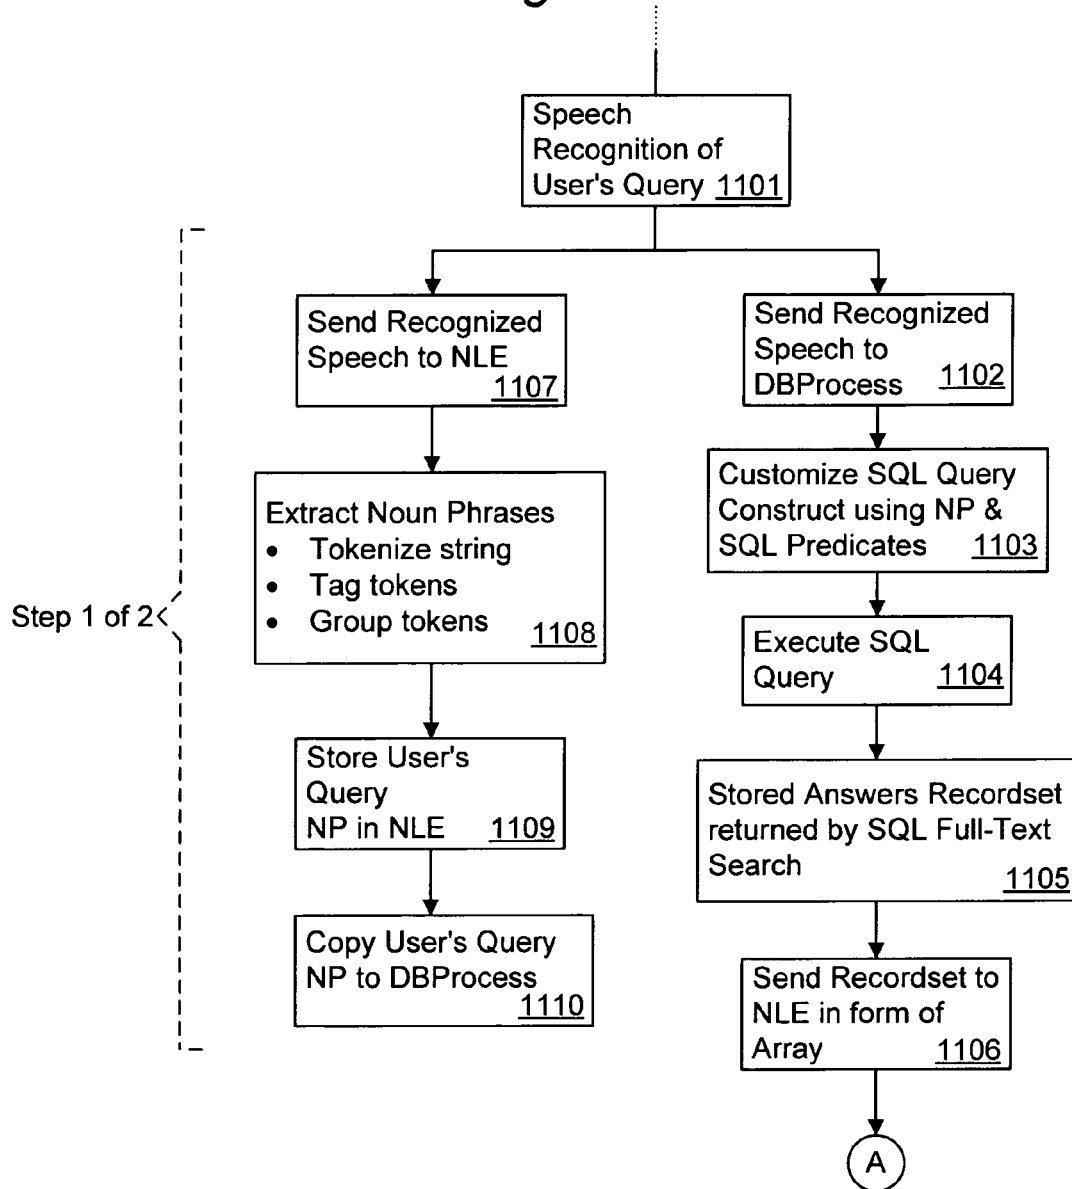 Speech
Recognition of
User's Query 1101
Send Recognized
Speech to NLE
1107
Send Recognized
Speech to
DBProcess 1102
Extract Noun Phrases
• Tokenize string
• Tag tokens
• Group tokens 1108
Customize SQL Query
Construct using NP &
SQL Predicates 1103
Step 1 of 2
Execute SQL
Query 1104
Store User's
Query
NP in NLE 1109
Stored Answers Recordset
returned by SQL Full-Text
Search
1105
Copy User's Query
NP to DBProcess
1110
Send Recordset to
NLE in form of
Array 1106
A